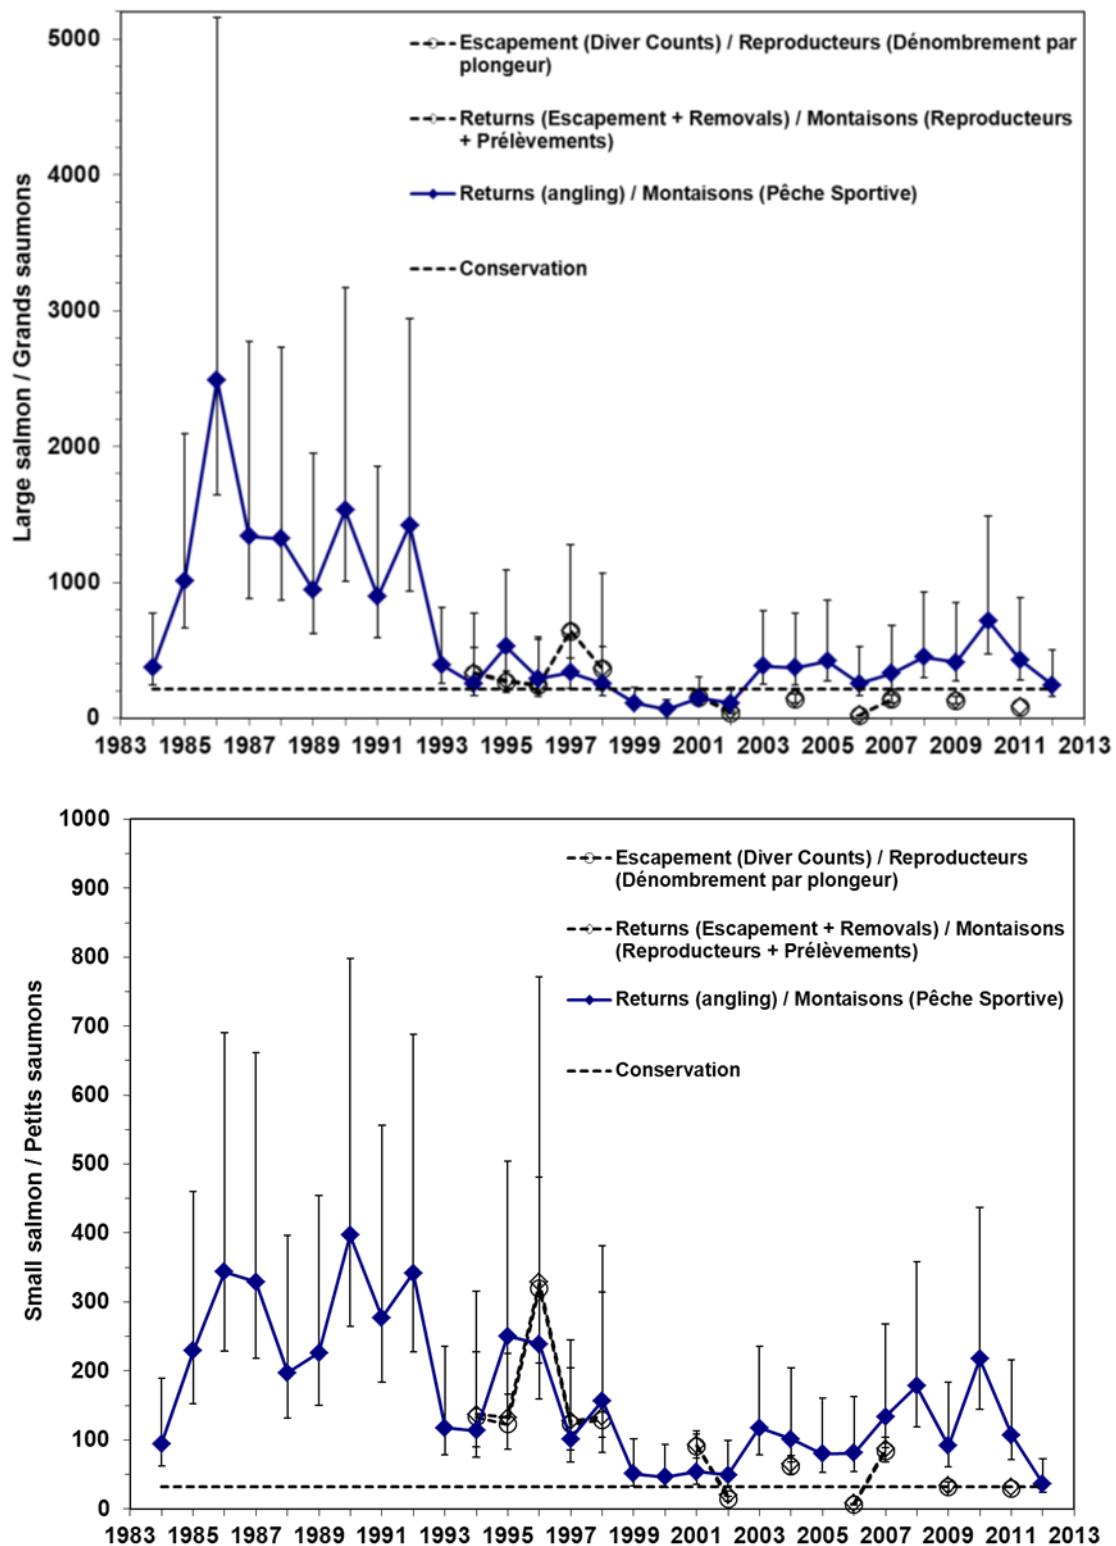 5000
4000
3000
2000
1000
0
Large salmon / Grands saumons
Escapement (Diver Counts) / Reproducteurs (Dénombrement par
plongeur)
Returns (Escapement + Removals) / Montaisons (Reproducteurs
+ Prélèvements)
Returns (angling) / Montaisons (Pêche Sportive)
Conservation
1983 1985 1987 1989 1991 1993 1995 1997 1999 2001 2003 2005 2007 2009 2011 2013
1000
900
800
700
600
500
400
300
200
100
0
Small salmon / Petits saumons
Escapement (Diver Counts) / Reproducteurs
(Dénombrement par plongeur)
Returns (Escapement + Removals) / Montaisons
(Reproducteurs + Prélèvements)
Returns (angling) / Montaisons (Pêche Sportive)
Conservation
1983 1985 1987 1989 1991 1993 1995 1997 1999 2001 2003 2005 2007 2009 2011 2013